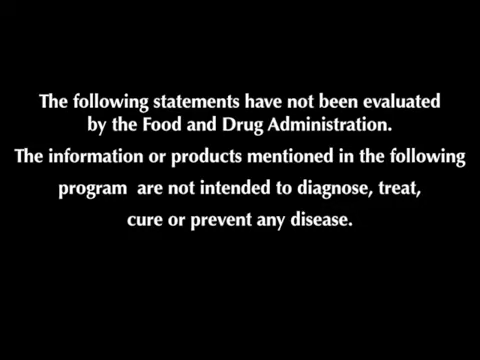 The following statements have not been evaluated
by the Food and Drug Administration.
The information or products mentioned in the following
program are not intended to diagnose, treat,
cure or prevent any disease.